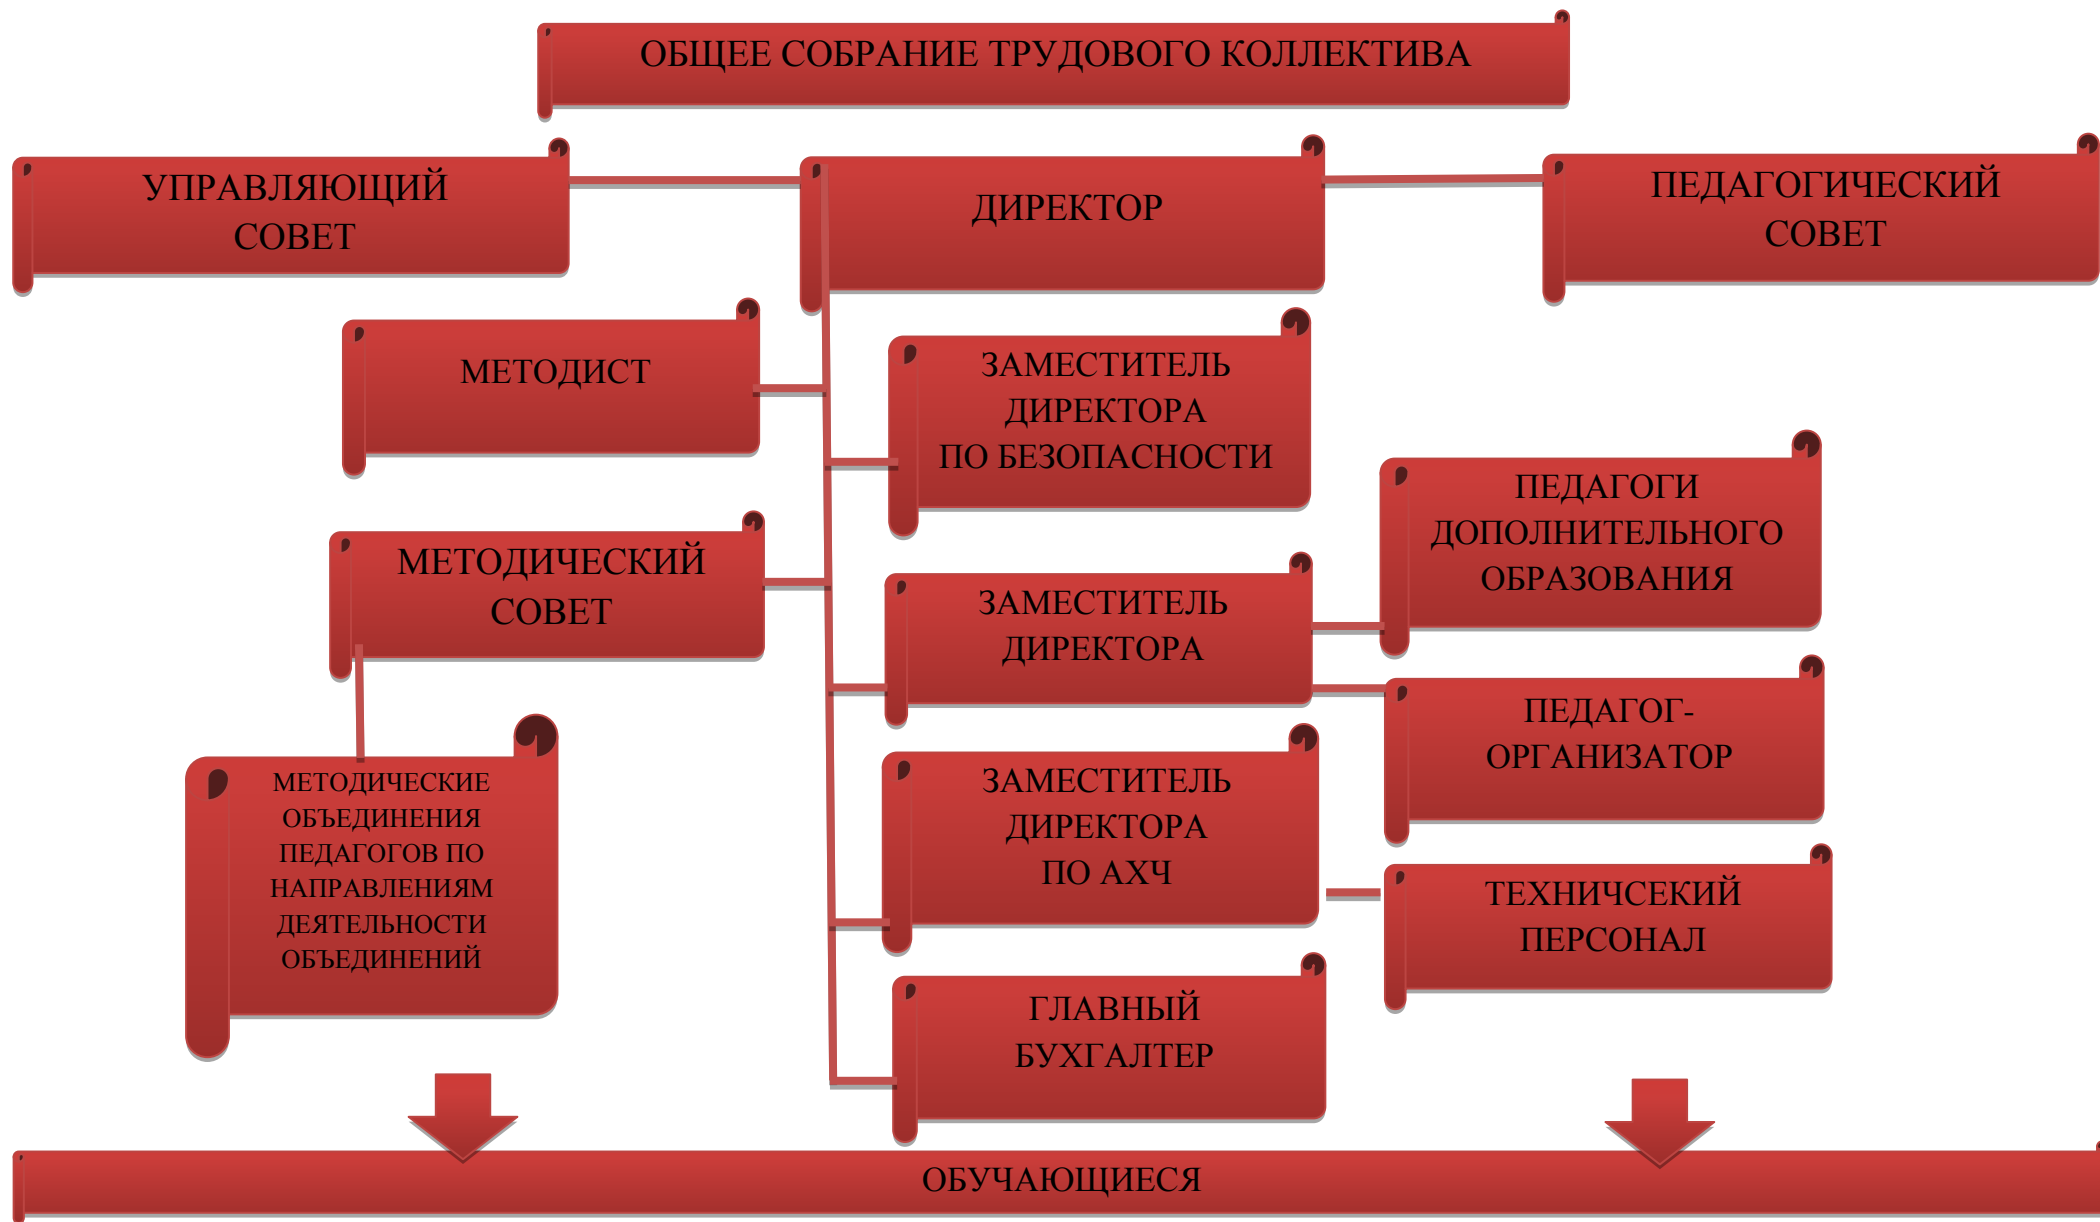 ОБЩЕЕ СОБРАНИЕ ТРУДОВОГО КОЛЛЕКТИВА
УПРАВЛЯЮЩИЙ
СОВЕТ
ДИРЕКТОР
ПЕДАГОГИЧЕСКИЙ
СОВЕТ
МЕТОДИСТ
ЗАМЕСТИТЕЛЬ
ДИРЕКТОРА
ПО БЕЗОПАСНОСТИ
ПЕДАГОГИ
ДОПОЛНИТЕЛЬНОГО
ОБРАЗОВАНИЯ
МЕТОДИЧЕСКИЙ
СОВЕТ
ЗАМЕСТИТЕЛЬ
ДИРЕКТОРА
ПЕДАГОГ-
ОРГАНИЗАТОР
МЕТОДИЧЕСКИЕ
ОБЪЕДИНЕНИЯ
ПЕДАГОГОВ ПО
НАПРАВЛЕНИЯМ
ДЕЯТЕЛЬНОСТИ
ОБЪЕДИНЕНИЙ
ЗАМЕСТИТЕЛЬ
ДИРЕКТОРА
ПО АХЧ
ТЕХНИЧСЕКИЙ
ПЕРСОНАЛ
ГЛАВНЫЙ
БУХГАЛТЕР
ОБУЧАЮЩИЕСЯ